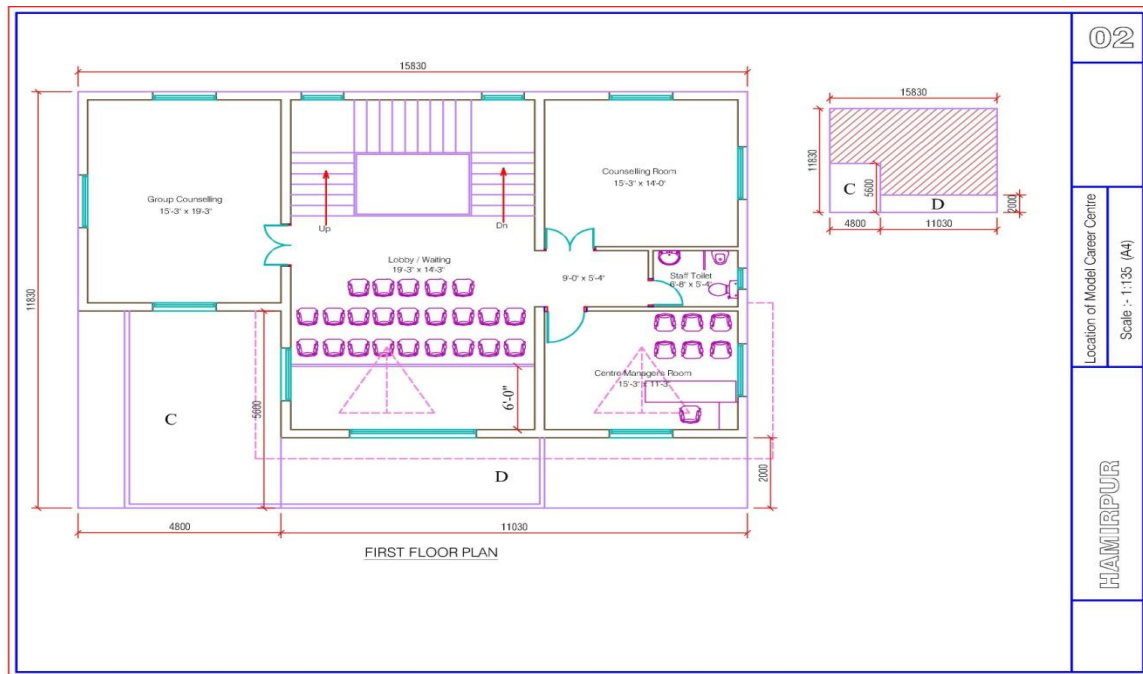 02
15830
11830
Group Counselling
15'-3" x 19'-3"
Up
Dn
Counselling Room
15'-3" x 14'-0"
Lobby / Waiting
19'-3" x 14'-3"
9'-0" x 5'-4"
Staff Toilet
6'-8" x 5'-4"
Centre Managers Room
15'-3" x 11'-3"
6'-0"
5600
C
D
2000
4800
11030
FIRST FLOOR PLAN
15830
11830
C
5600
D
2000
4800
11030
Location of Model Career Centre
Scale :- 1:135 (A4)
HAMIRPUR